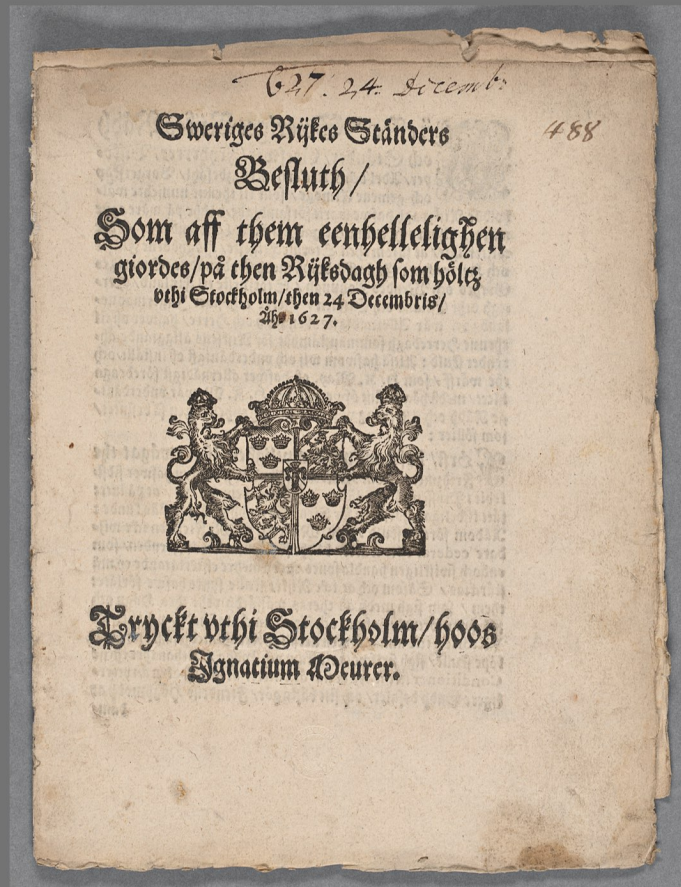 1627. 24. Decemb:
488
Sweriges Rijkes Ständers
Besluth /
Som aff them eenhellelighen
giordes / på then Rijksdagh som höltz
vthi Stockholm / then 24 Decembris /
Åhr 1627.
Tryckt vthi Stockholm / hoos
Ignatium Meurer.